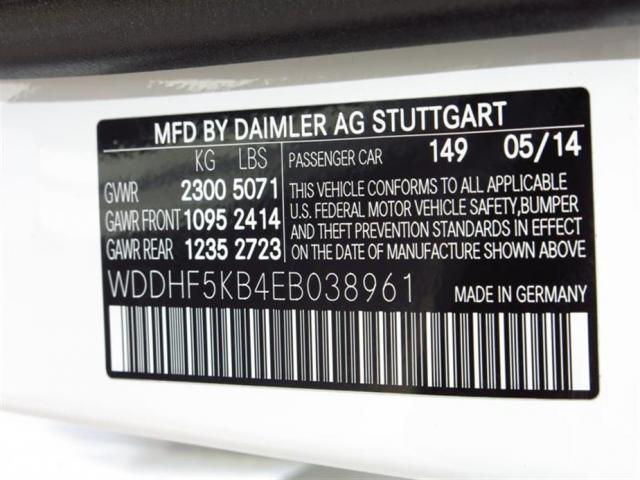 MFD BY DAIMLER AG STUTTGART
KG LBS
GVWR 2300 5071
GAWR FRONT 1095 2414
GAWR REAR 1235 2723
PASSENGER CAR 149 05/14
THIS VEHICLE CONFORMS TO ALL APPLICABLE
U.S. FEDERAL MOTOR VEHICLE SAFETY,BUMPER
AND THEFT PREVENTION STANDARDS IN EFFECT
ON THE DATE OF MANUFACTURE SHOWN ABOVE
WDDHF5KB4EB038961
MADE IN GERMANY